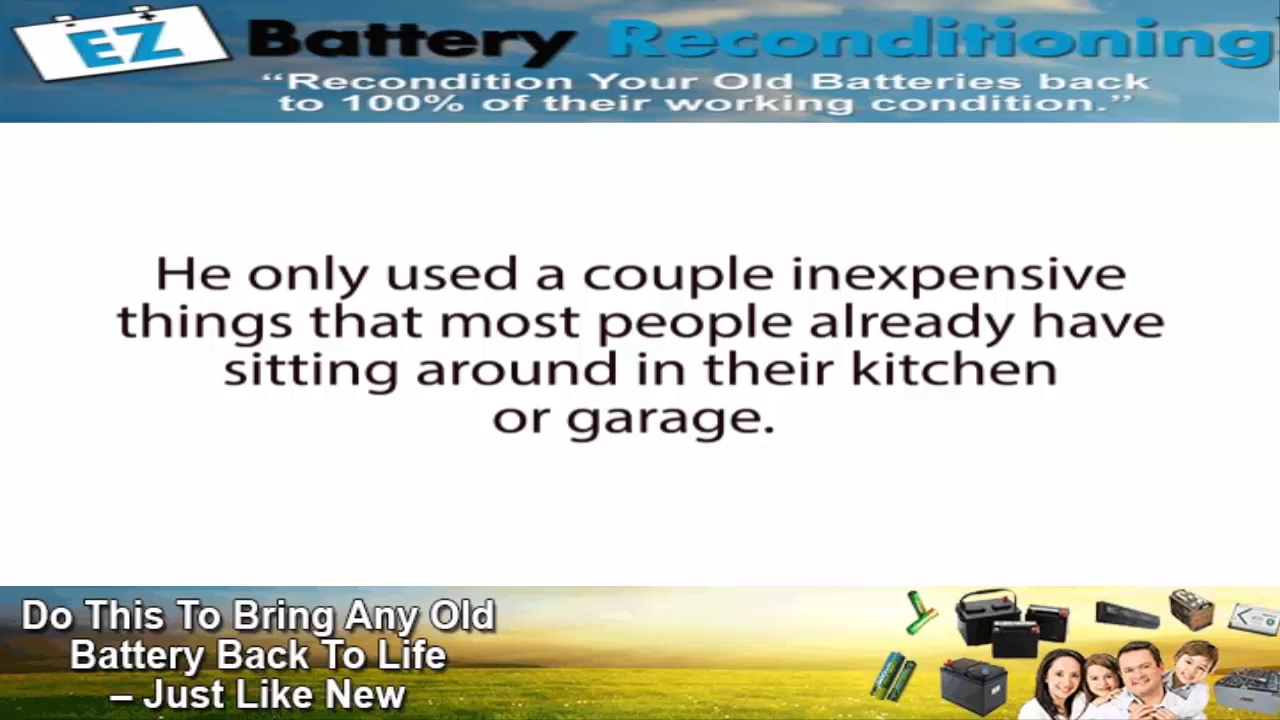 EZ Battery Reconditioning
“Recondition Your Old Batteries back
to 100% of their working condition.”
He only used a couple inexpensive
things that most people already have
sitting around in their kitchen
or garage.
Do This To Bring Any Old
Battery Back To Life
– Just Like New